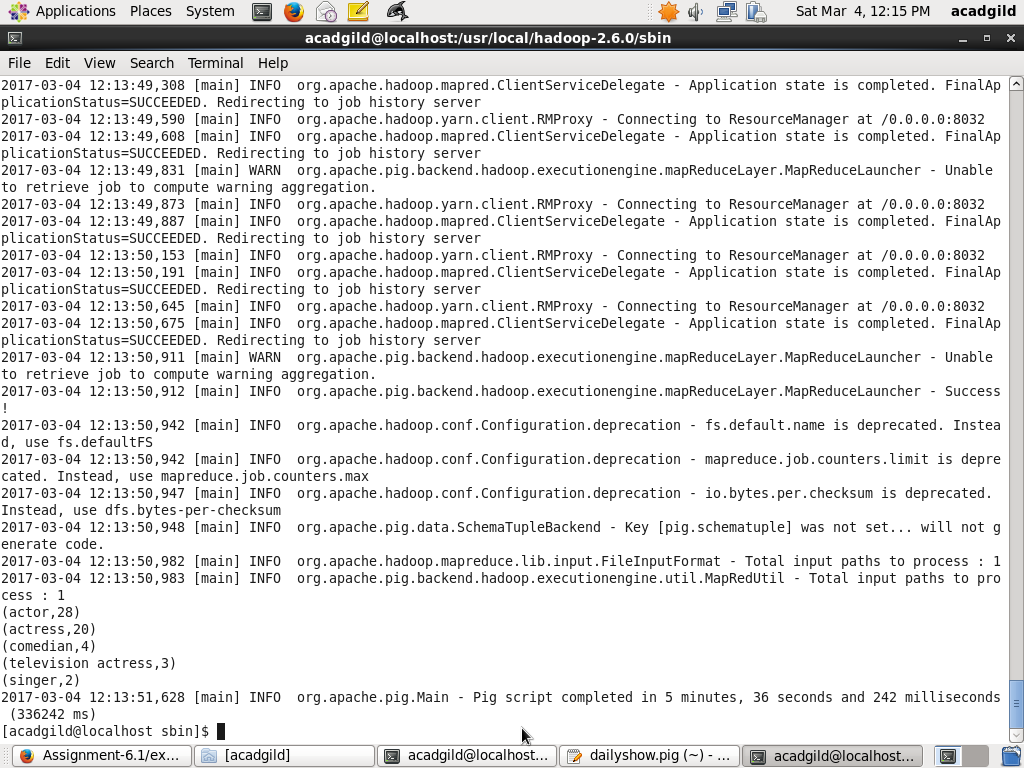 Applications Places System Sat Mar 4, 12:15 PM acadgild
acadgild@localhost:/usr/local/hadoop-2.6.0/sbin
File Edit View Search Terminal Help
2017-03-04 12:13:49,308 [main] INFO  org.apache.hadoop.mapred.ClientServiceDelegate - Application state is completed. FinalAp
plicationStatus=SUCCEEDED. Redirecting to job history server
2017-03-04 12:13:49,590 [main] INFO  org.apache.hadoop.yarn.client.RMProxy - Connecting to ResourceManager at /0.0.0.0:8032
2017-03-04 12:13:49,608 [main] INFO  org.apache.hadoop.mapred.ClientServiceDelegate - Application state is completed. FinalAp
plicationStatus=SUCCEEDED. Redirecting to job history server
2017-03-04 12:13:49,831 [main] WARN  org.apache.pig.backend.hadoop.executionengine.mapReduceLayer.MapReduceLauncher - Unable
to retrieve job to compute warning aggregation.
2017-03-04 12:13:49,873 [main] INFO  org.apache.hadoop.yarn.client.RMProxy - Connecting to ResourceManager at /0.0.0.0:8032
2017-03-04 12:13:49,887 [main] INFO  org.apache.hadoop.mapred.ClientServiceDelegate - Application state is completed. FinalAp
plicationStatus=SUCCEEDED. Redirecting to job history server
2017-03-04 12:13:50,153 [main] INFO  org.apache.hadoop.yarn.client.RMProxy - Connecting to ResourceManager at /0.0.0.0:8032
2017-03-04 12:13:50,191 [main] INFO  org.apache.hadoop.mapred.ClientServiceDelegate - Application state is completed. FinalAp
plicationStatus=SUCCEEDED. Redirecting to job history server
2017-03-04 12:13:50,645 [main] INFO  org.apache.hadoop.yarn.client.RMProxy - Connecting to ResourceManager at /0.0.0.0:8032
2017-03-04 12:13:50,675 [main] INFO  org.apache.hadoop.mapred.ClientServiceDelegate - Application state is completed. FinalAp
plicationStatus=SUCCEEDED. Redirecting to job history server
2017-03-04 12:13:50,911 [main] WARN  org.apache.pig.backend.hadoop.executionengine.mapReduceLayer.MapReduceLauncher - Unable
to retrieve job to compute warning aggregation.
2017-03-04 12:13:50,912 [main] INFO  org.apache.pig.backend.hadoop.executionengine.mapReduceLayer.MapReduceLauncher - Success
!
2017-03-04 12:13:50,942 [main] INFO  org.apache.hadoop.conf.Configuration.deprecation - fs.default.name is deprecated. Instea
d, use fs.defaultFS
2017-03-04 12:13:50,942 [main] INFO  org.apache.hadoop.conf.Configuration.deprecation - mapreduce.job.counters.limit is depre
cated. Instead, use mapreduce.job.counters.max
2017-03-04 12:13:50,947 [main] INFO  org.apache.hadoop.conf.Configuration.deprecation - io.bytes.per.checksum is deprecated.
Instead, use dfs.bytes-per-checksum
2017-03-04 12:13:50,948 [main] INFO  org.apache.pig.data.SchemaTupleBackend - Key [pig.schematuple] was not set... will not g
enerate code.
2017-03-04 12:13:50,982 [main] INFO  org.apache.hadoop.mapreduce.lib.input.FileInputFormat - Total input paths to process : 1
2017-03-04 12:13:50,983 [main] INFO  org.apache.pig.backend.hadoop.executionengine.util.MapRedUtil - Total input paths to pro
cess : 1
(actor,28)
(actress,20)
(comedian,4)
(television actress,3)
(singer,2)
2017-03-04 12:13:51,628 [main] INFO  org.apache.pig.Main - Pig script completed in 5 minutes, 36 seconds and 242 milliseconds
(336242 ms)
[acadgild@localhost sbin]$
Assignment-6.1/ex... [acadgild] acadgild@localhost... dailyshow.pig (~) - ... acadgild@localhost...